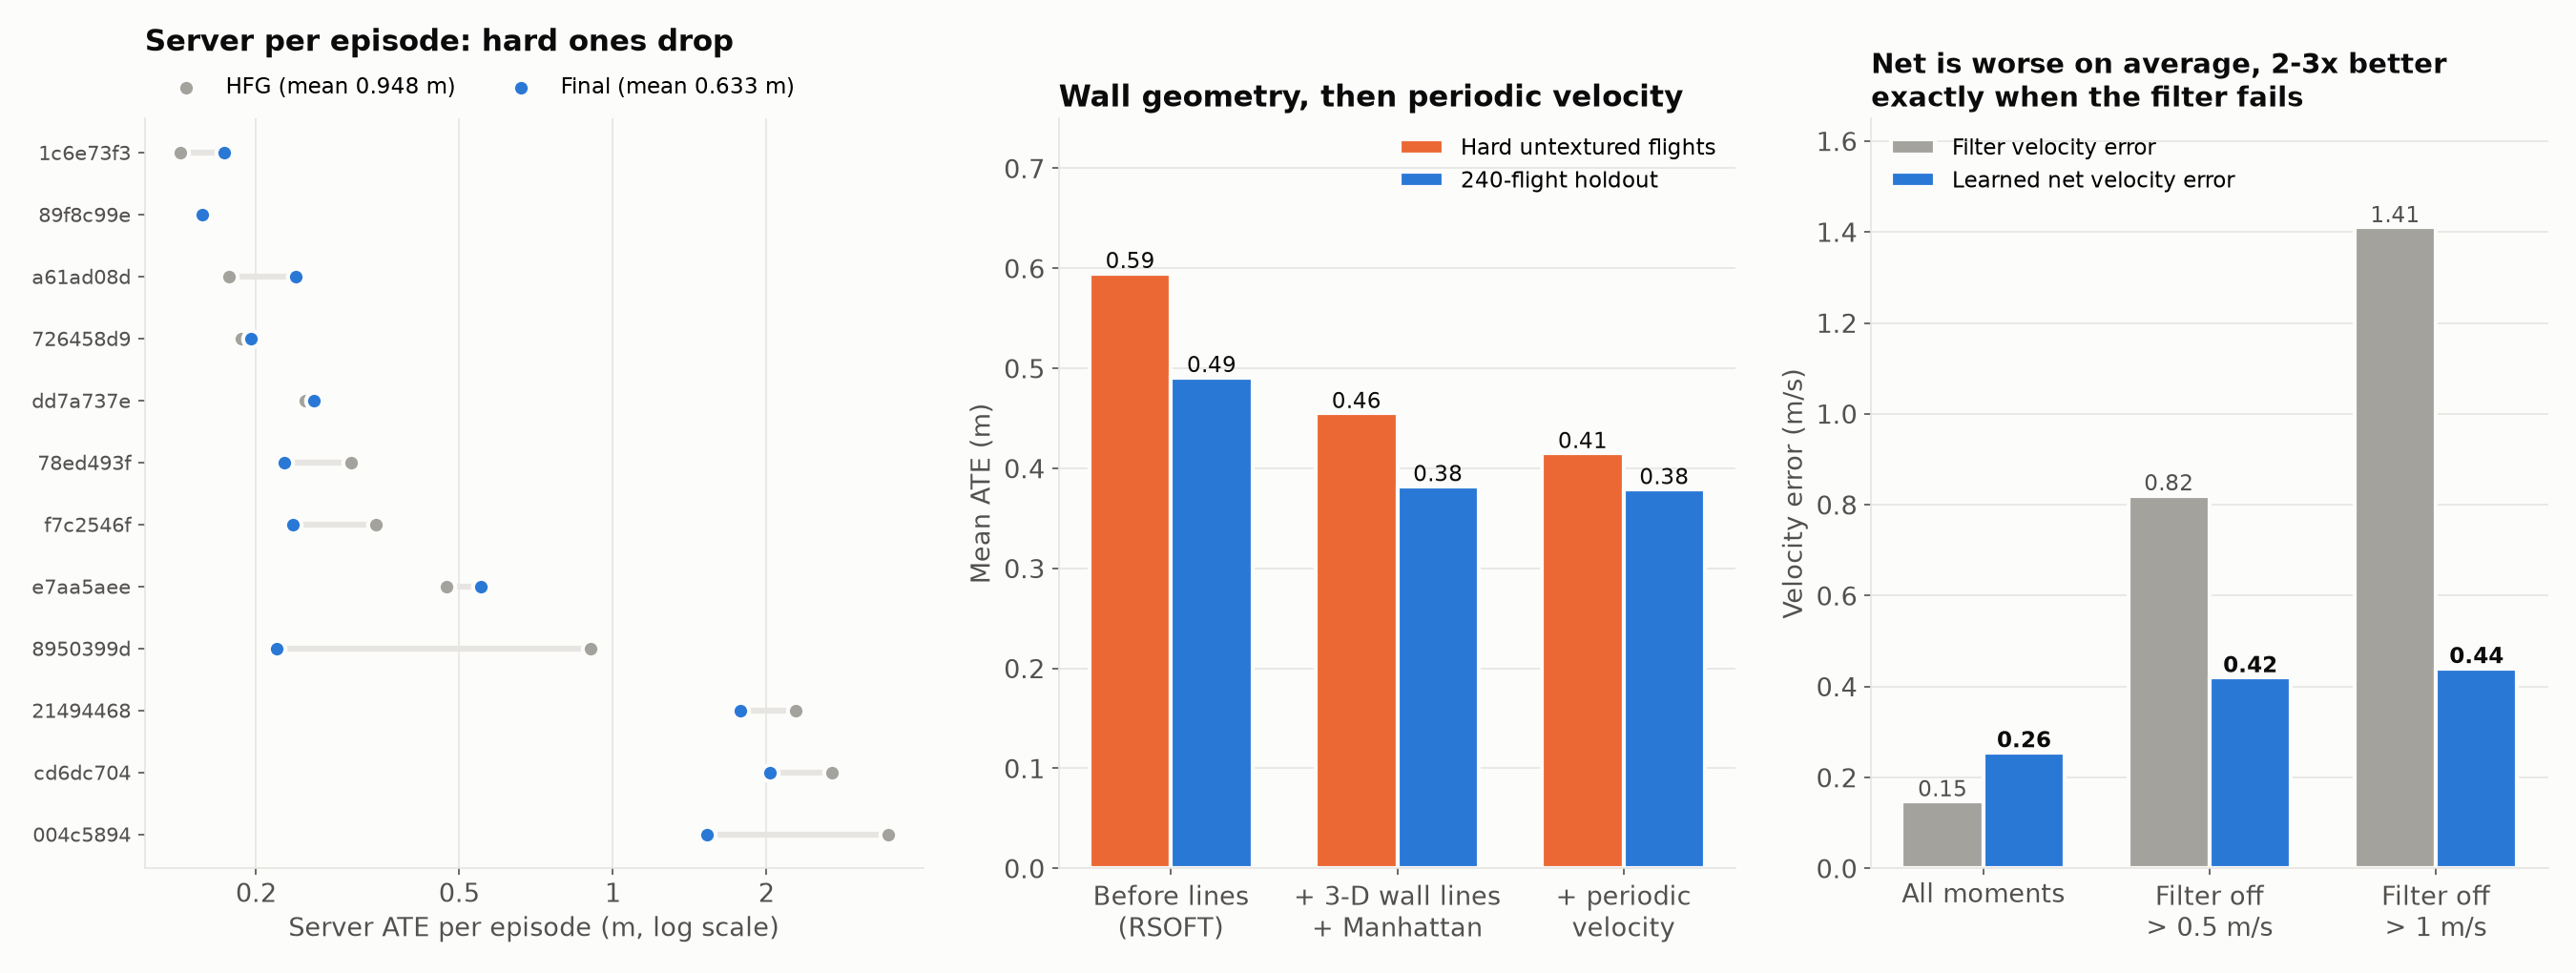 Server per episode: hard ones drop
HFG (mean 0.948 m)
Final (mean 0.633 m)
1c6e73f3
89f8c99e
a61ad08d
726458d9
dd7a737e
78ed493f
f7c2546f
e7aa5aee
8950399d
21494468
cd6dc704
004c5894
0.2
0.5
1
2
Server ATE per episode (m, log scale)
Wall geometry, then periodic velocity
Hard untextured flights
240-flight holdout
Mean ATE (m)
0.7
0.6
0.5
0.4
0.3
0.2
0.1
0.0
0.59
0.49
0.46
0.38
0.41
0.38
Before lines
(RSOFT)
+ 3-D wall lines
+ Manhattan
+ periodic
velocity
Net is worse on average, 2-3x better
exactly when the filter fails
Filter velocity error
Learned net velocity error
Velocity error (m/s)
1.6
1.4
1.2
1.0
0.8
0.6
0.4
0.2
0.0
0.15
0.26
0.82
0.42
1.41
0.44
All moments
Filter off
> 0.5 m/s
Filter off
> 1 m/s